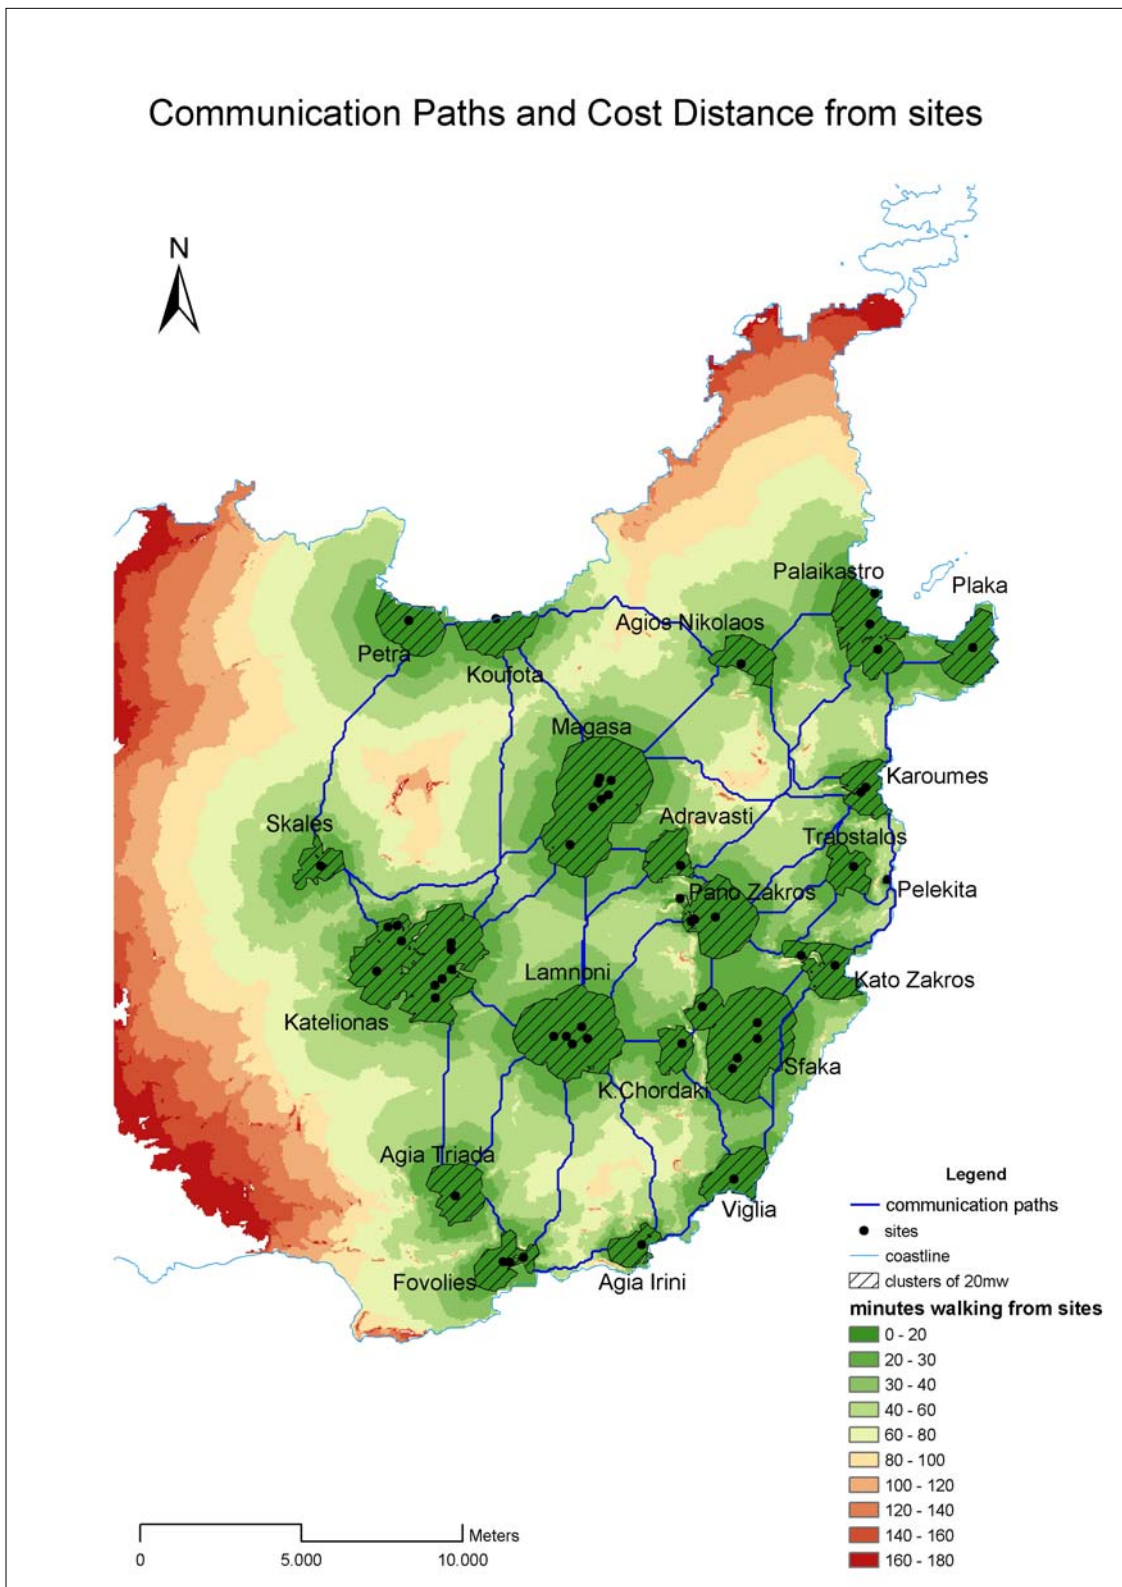 Communication Paths and Cost Distance from sites
N
Palaikastro
Plaka
Agios Nikolaos
Petra
Koufota
Magasa
Karoumes
Adravasti
Skales
Traostalos
Pano Zakros
Pelekita
Lamnoni
Kato Zakros
Katelionas
Sfaka
K.Chordaki
Agia Triada
Viglia
Fovolies
Agia Irini
Legend
communication paths
sites
coastline
clusters of 20mw
minutes walking from sites
0 - 20
20 - 30
30 - 40
40 - 60
60 - 80
80 - 100
100 - 120
120 - 140
140 - 160
160 - 180
Meters
0 5.000 10.000